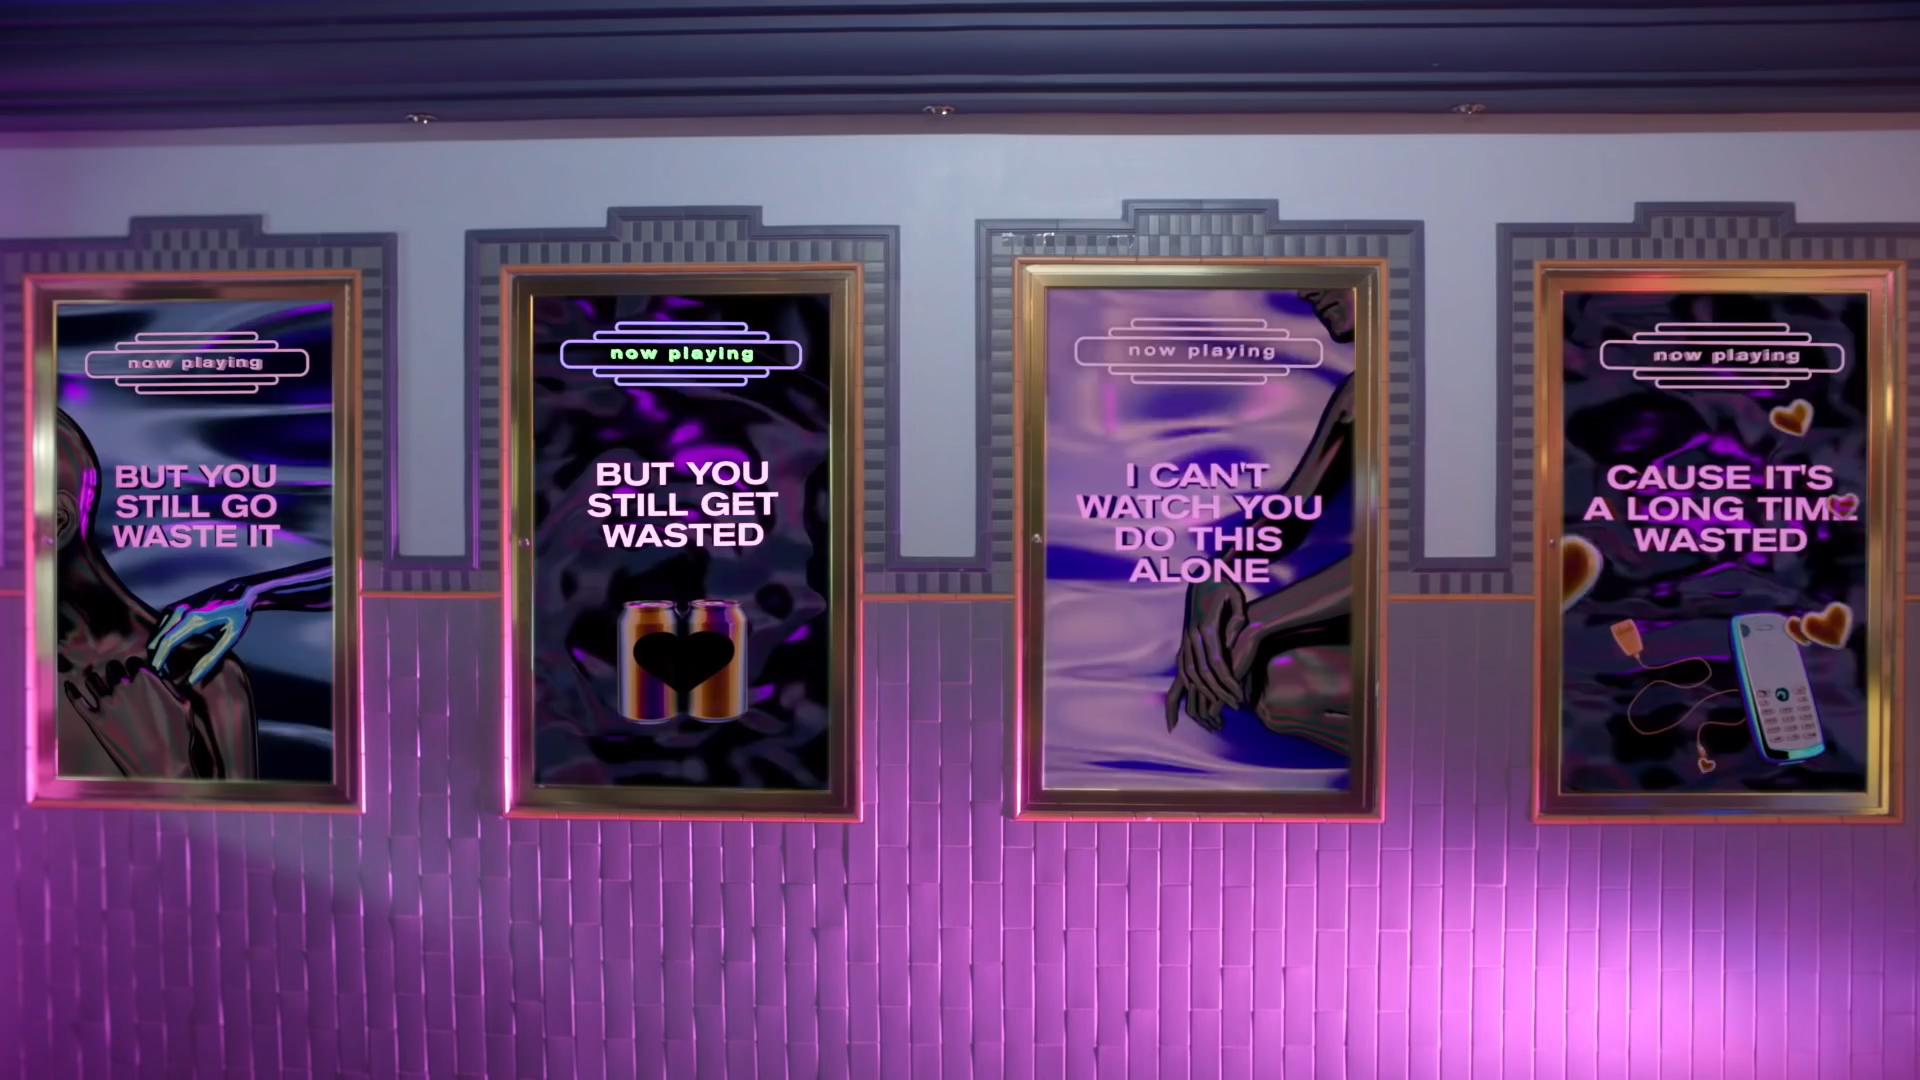 now playing
BUT YOU
STILL GO
WASTE IT
now playing
BUT YOU
STILL GET
WASTED
now playing
I CAN'T
WATCH YOU
DO THIS
ALONE
now playing
CAUSE IT'S
A LONG TIME
WASTED